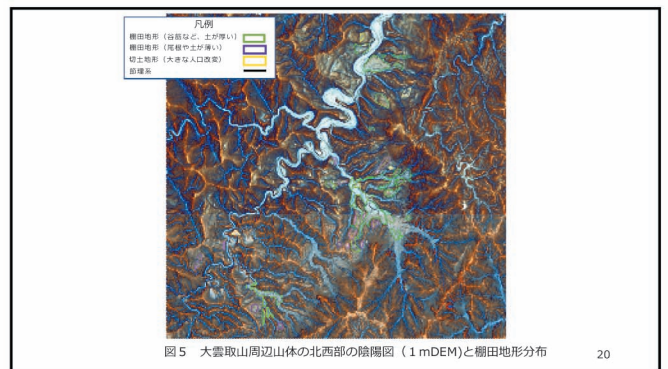 凡例
棚田地形（谷筋など、土が厚い）
棚田地形（尾根や土が薄い）
切土地形（大きな人口改変）
節理系
図５　大雲取山周辺山体の北西部の陰陽図（１ｍDEM)と棚田地形分布
20